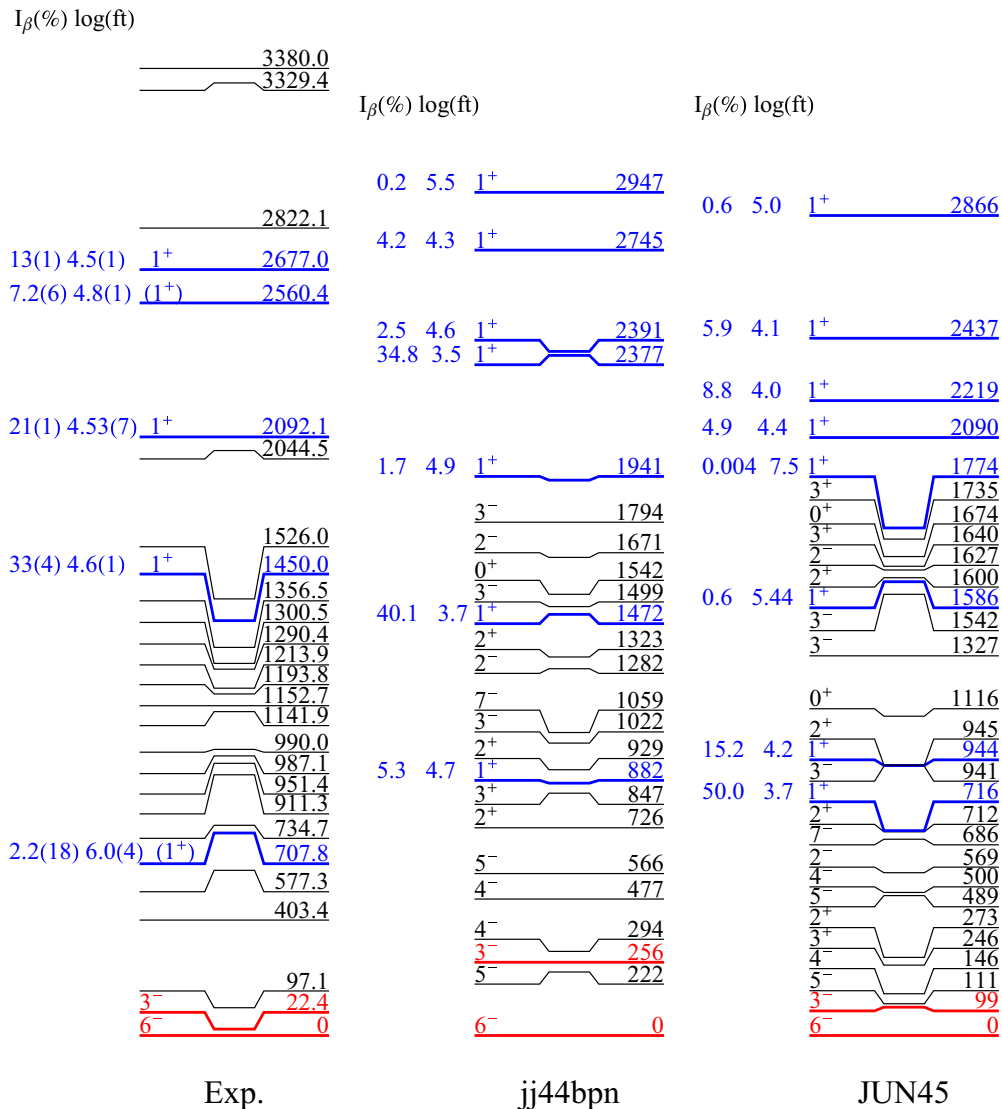 I_β(%) log(ft)
3380.0
3329.4
2822.1
13(1) 4.5(1) 1⁺ 2677.0
7.2(6) 4.8(1) (1⁺) 2560.4
21(1) 4.53(7) 1⁺ 2092.1
2044.5
1526.0
33(4) 4.6(1) 1⁺ 1450.0
1356.5
1300.5
1290.4
1213.9
1193.8
1152.7
1141.9
990.0
987.1
951.4
911.3
734.7
2.2(18) 6.0(4) (1⁺) 707.8
577.3
403.4
97.1
3⁻ 22.4
6⁻ 0
Exp.
I_β(%) log(ft)
0.2 5.5 1⁺ 2947
4.2 4.3 1⁺ 2745
2.5 4.6 1⁺ 2391
34.8 3.5 1⁺ 2377
1.7 4.9 1⁺ 1941
3⁻ 1794
2⁻ 1671
0⁺ 1542
3⁻ 1499
40.1 3.7 1⁺ 1472
2⁺ 1323
2⁻ 1282
7⁻ 1059
3⁻ 1022
2⁺ 929
5.3 4.7 1⁺ 882
3⁺ 847
2⁺ 726
5⁻ 566
4⁻ 477
4⁻ 294
3⁻ 256
5⁻ 222
6⁻ 0
jj44bpn
I_β(%) log(ft)
0.6 5.0 1⁺ 2866
5.9 4.1 1⁺ 2437
8.8 4.0 1⁺ 2219
4.9 4.4 1⁺ 2090
0.004 7.5 1⁺ 1774
3⁺ 1735
0⁺ 1674
3⁺ 1640
2⁻ 1627
2⁺ 1600
0.6 5.44 1⁺ 1586
3⁻ 1542
3⁻ 1327
0⁺ 1116
2⁺ 945
15.2 4.2 1⁺ 944
3⁻ 941
50.0 3.7 1⁺ 716
2⁺ 712
7⁻ 686
2⁻ 569
4⁻ 500
5⁻ 489
2⁺ 273
3⁺ 246
4⁻ 146
5⁻ 111
3⁻ 99
6⁻ 0
JUN45